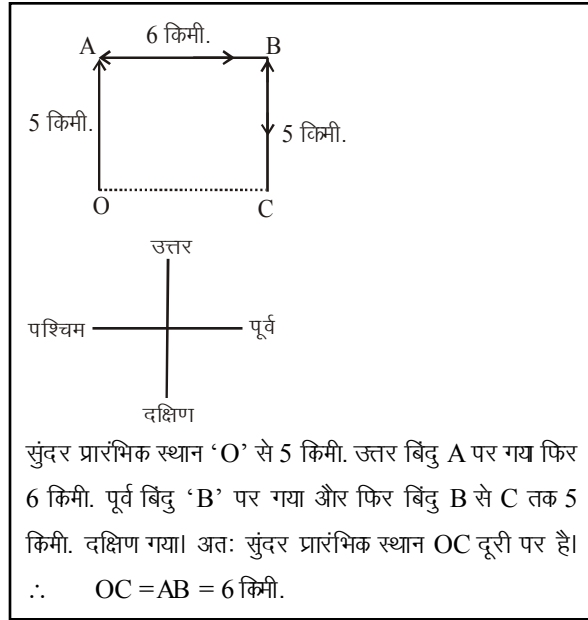 6 किमी.
A
B
5 किमी.
5 किमी.
O
C
उत्तर
पश्चिम
पूर्व
दक्षिण
सुंदर प्रारंभिक स्थान ‘O’ से 5 किमी. उत्तर बिंदु A पर गया फिर
6 किमी. पूर्व बिंदु ‘B’ पर गया और फिर बिंदु B से C तक 5
किमी. दक्षिण गया। अतः सुंदर प्रारंभिक स्थान OC दूरी पर है।
∴ OC = AB = 6 किमी.